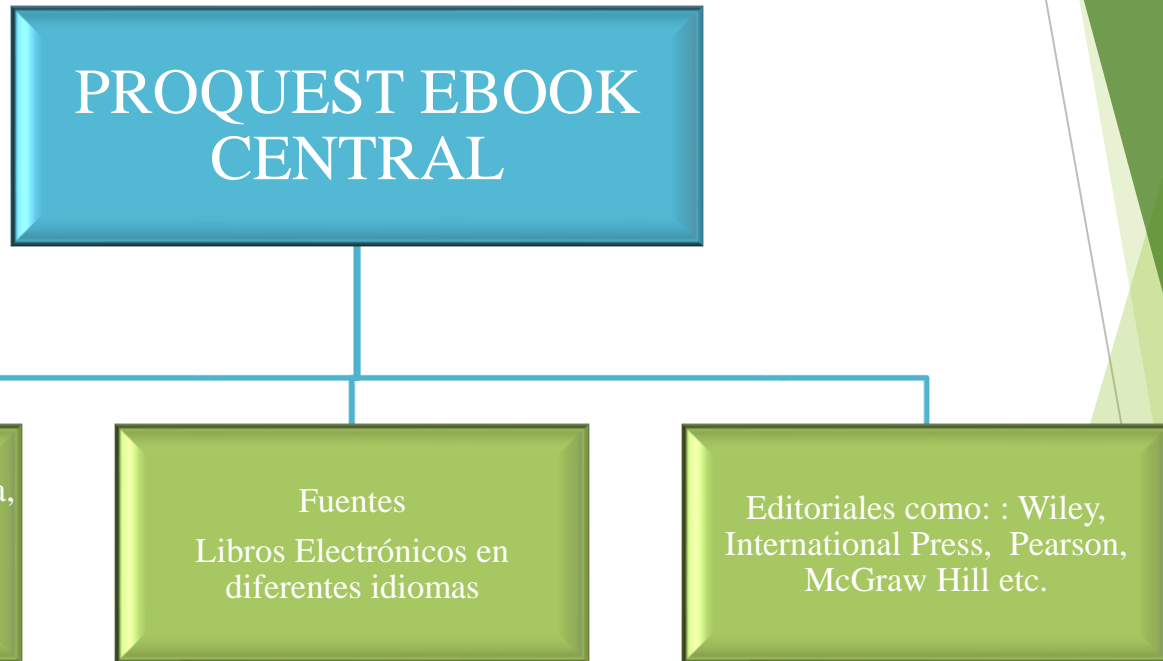 PROQUEST EBOOK
CENTRAL
Fuentes
Libros Electrónicos en
diferentes idiomas
Editoriales como: : Wiley,
International Press, Pearson,
McGraw Hill etc.